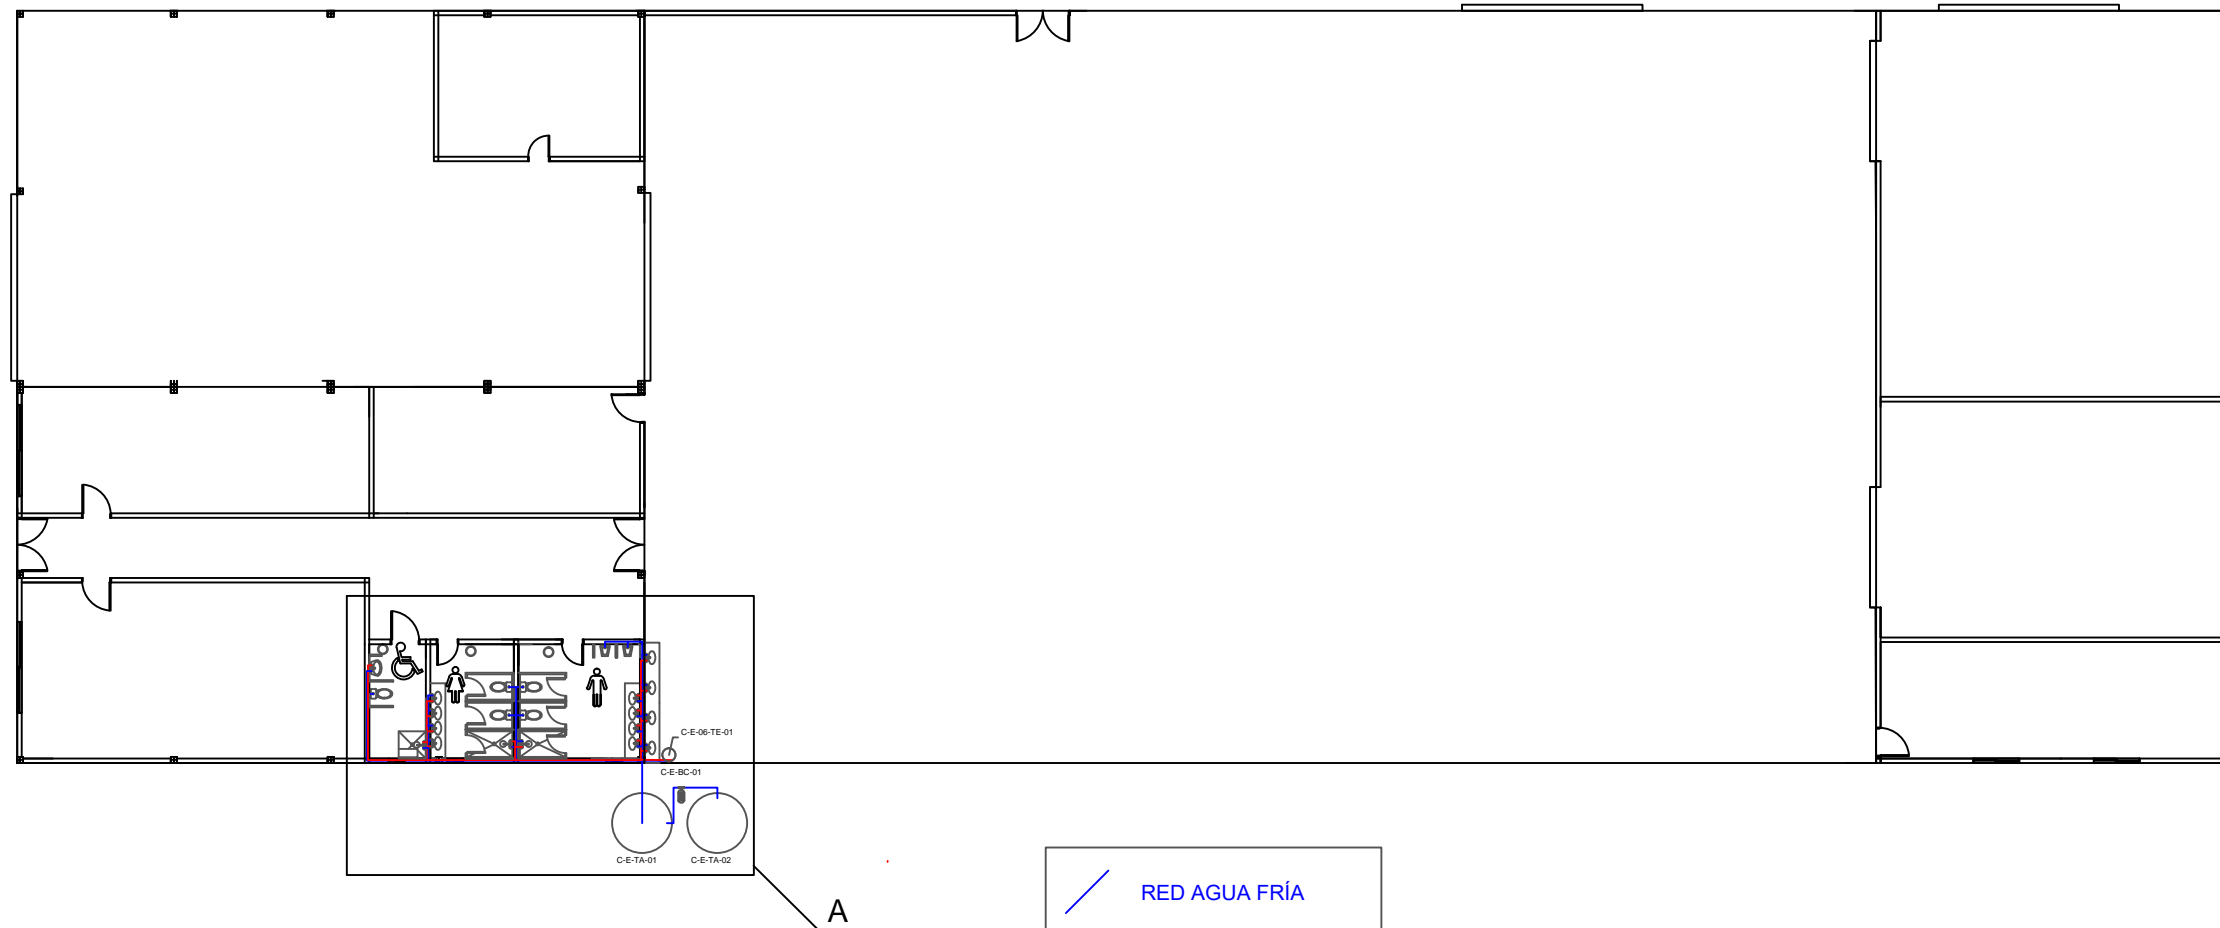 C-E-06-TE-01
C-E-BC-01
C-E-TA-01
C-E-TA-02
RED AGUA FRÍA
A